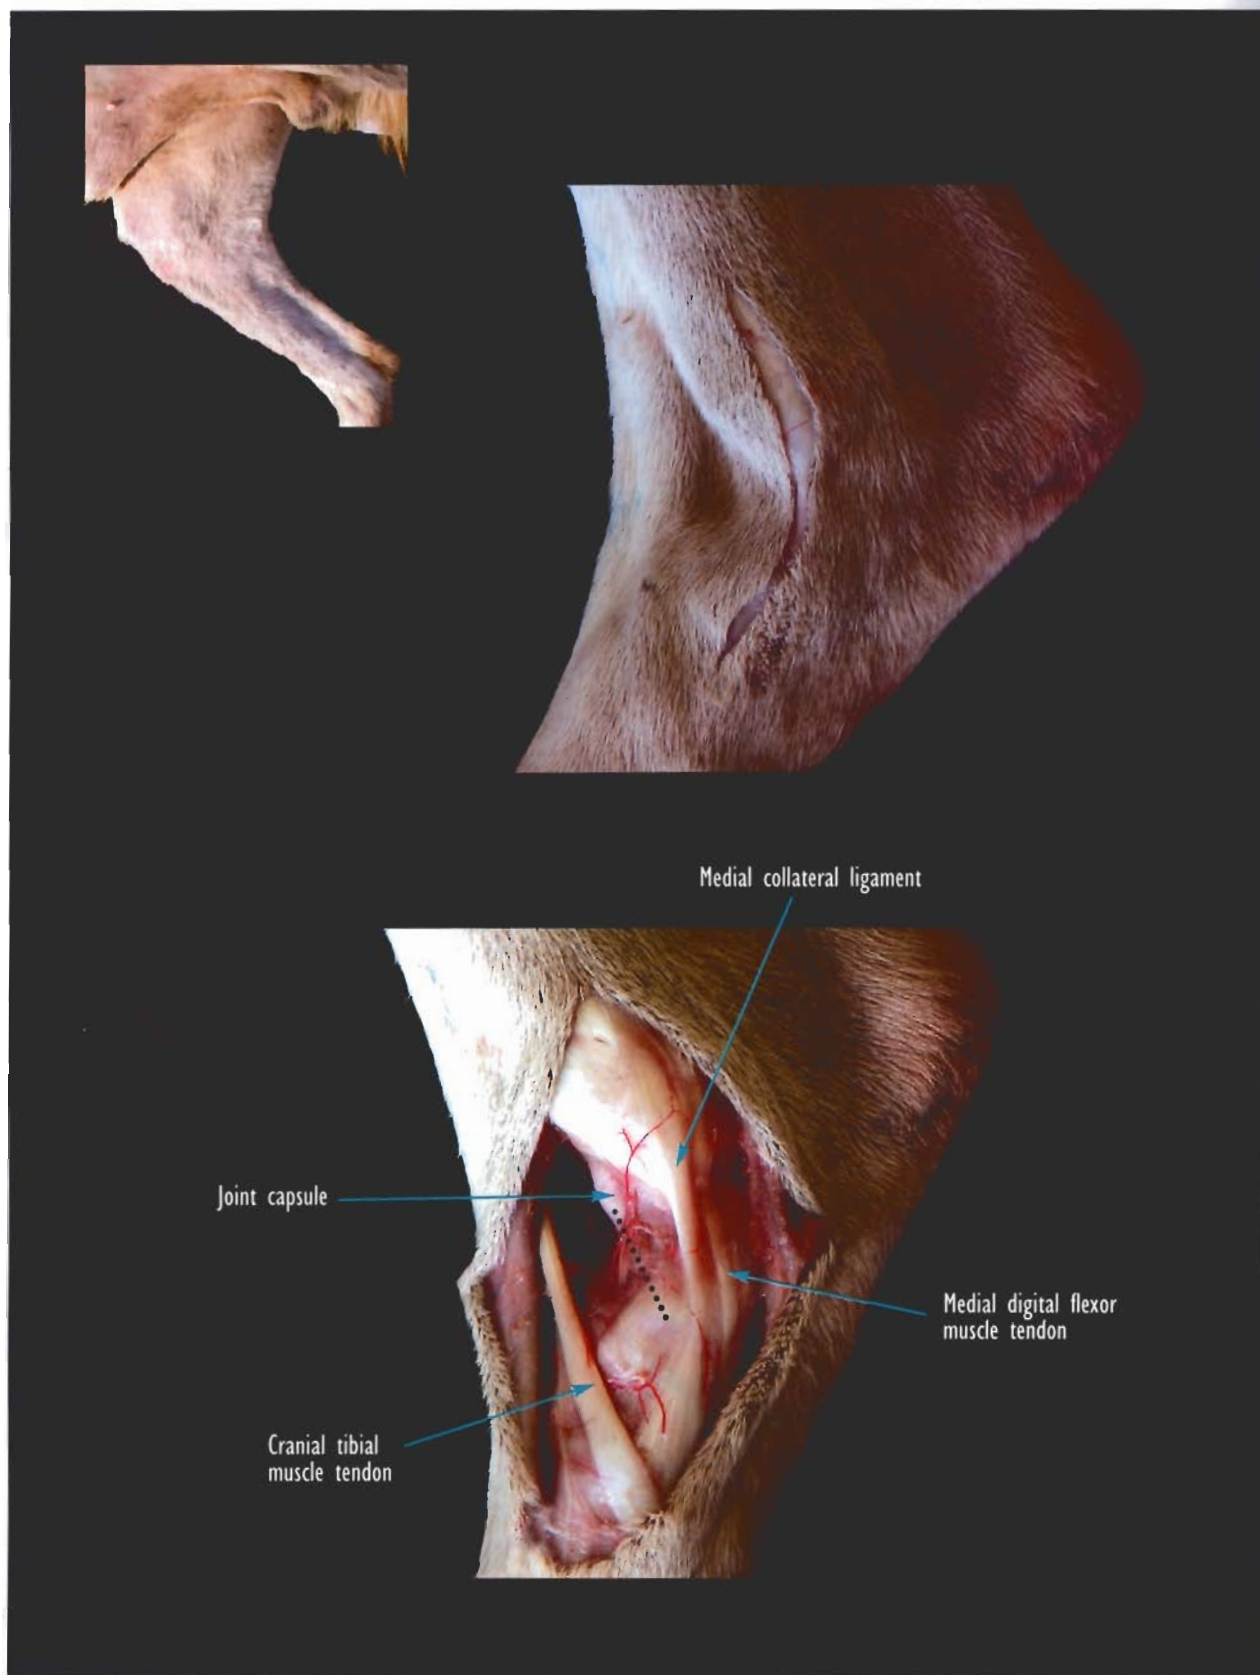 Medial collateral ligament
Joint capsule
Medial digital flexor
muscle tendon
Cranial tibial
muscle tendon